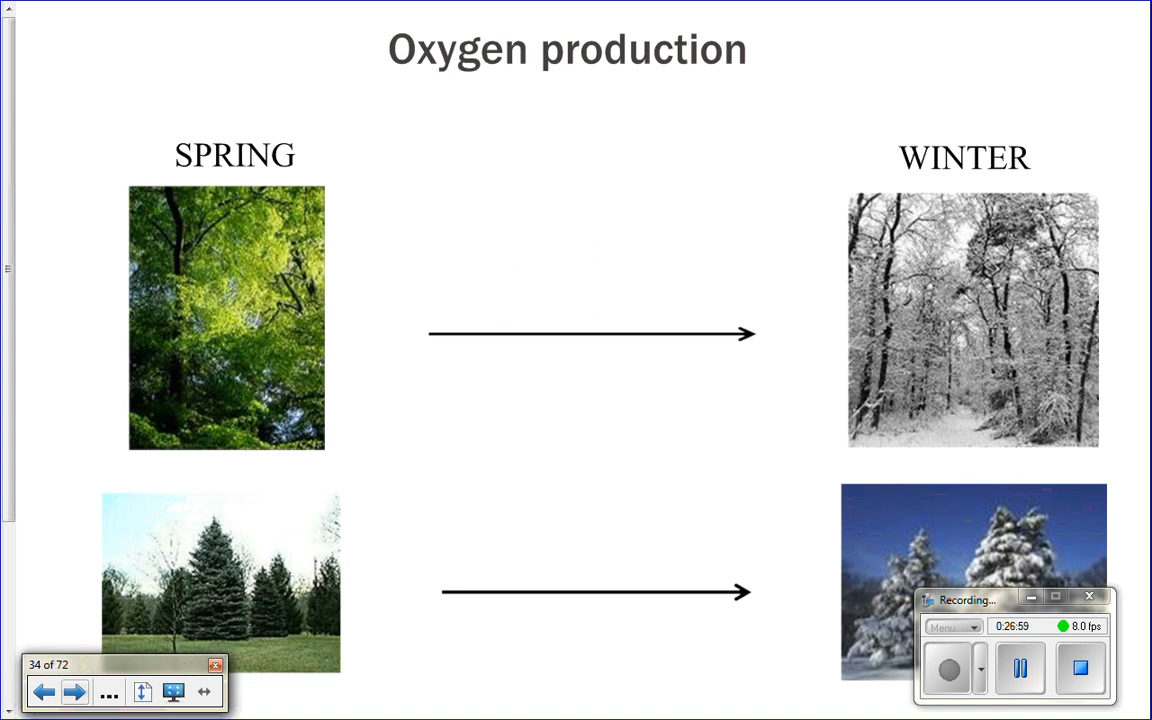 Oxygen production
SPRING
WINTER
Recording...
Menu
0:26:59
8.0 fps
34 of 72
...